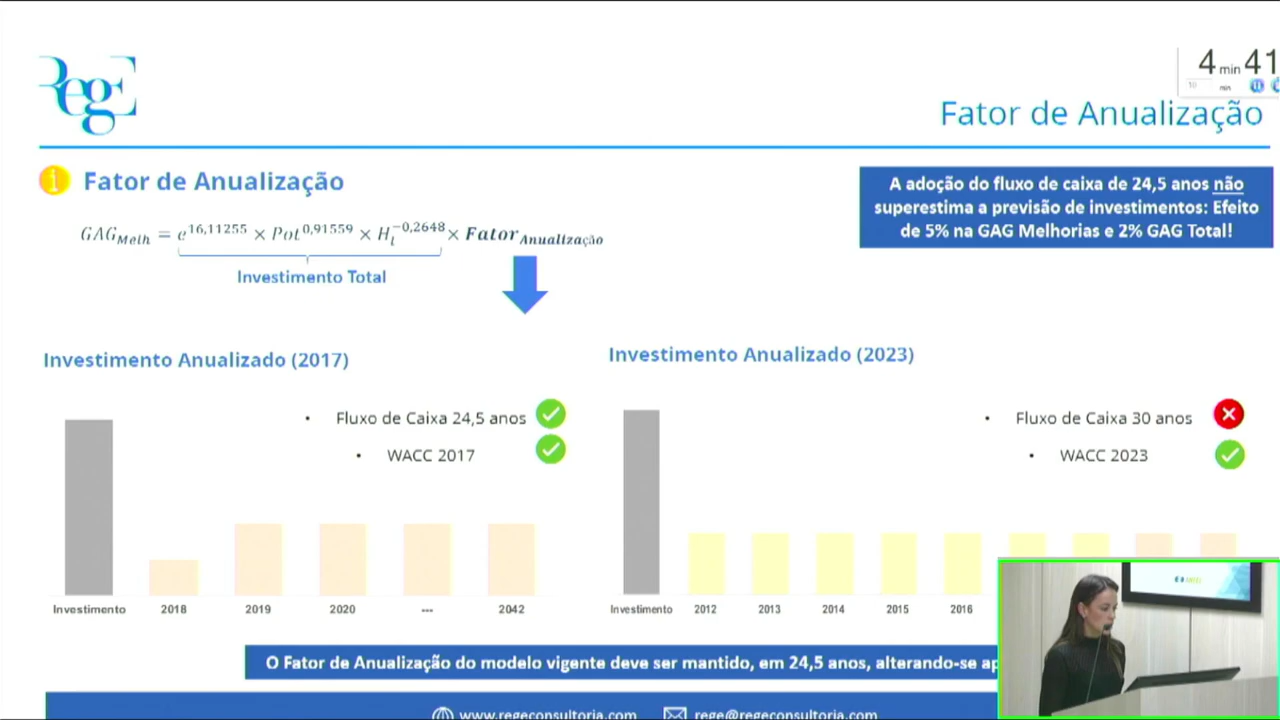 RegE
4 min 41
10 min
Fator de Anualização
Fator de Anualização
A adoção do fluxo de caixa de 24,5 anos não
superestima a previsão de investimentos: Efeito
de 5% na GAG Melhorias e 2% GAG Total!
GAG_Melh = e^16,11255 × Pot^0,91559 × H_t^−0,2648 × Fator_Anualização
Investimento Total
Investimento Anualizado (2017)
Investimento Anualizado (2023)
• Fluxo de Caixa 24,5 anos
• WACC 2017
• Fluxo de Caixa 30 anos
• WACC 2023
Investimento 2018 2019 2020 --- 2042
Investimento 2012 2013 2014 2015 2016
O Fator de Anualização do modelo vigente deve ser mantido, em 24,5 anos, alterando-se
www.regeconsultoria.com rege@regeconsultoria.com